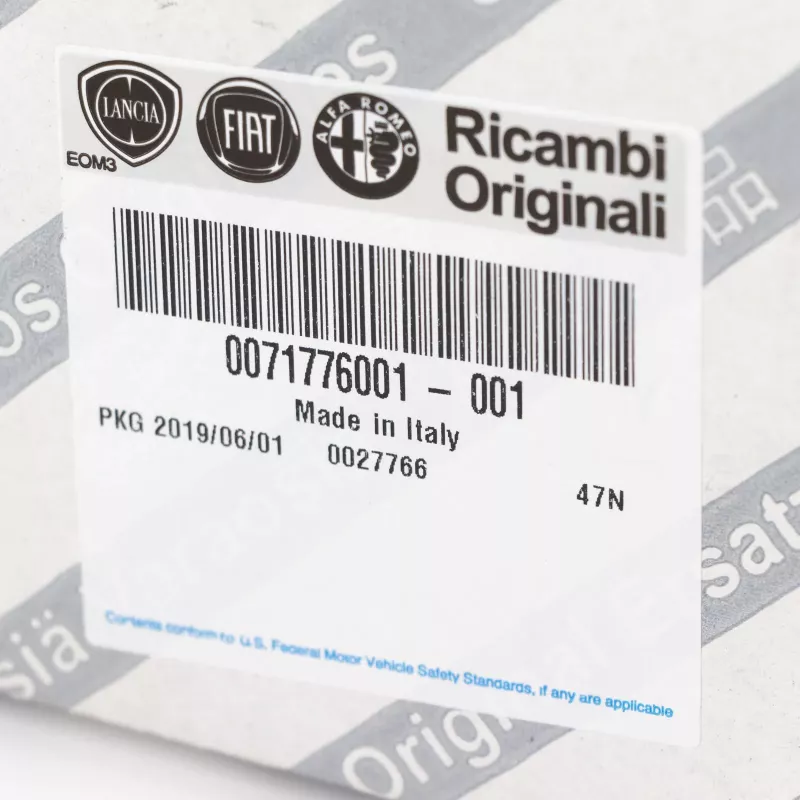 LANCIA
FIAT
ALFA ROMEO
Ricambi
Originali
EOM3
0071776001 - 001
Made in Italy
PKG 2019/06/01 0027766
47N
Contents conform to U.S. Federal Motor Vehicle Safety Standards, if any are applicable
Original